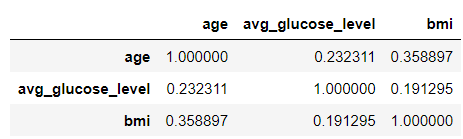 age avg_glucose_level bmi
age 1.000000 0.232311 0.358897
avg_glucose_level 0.232311 1.000000 0.191295
bmi 0.358897 0.191295 1.000000